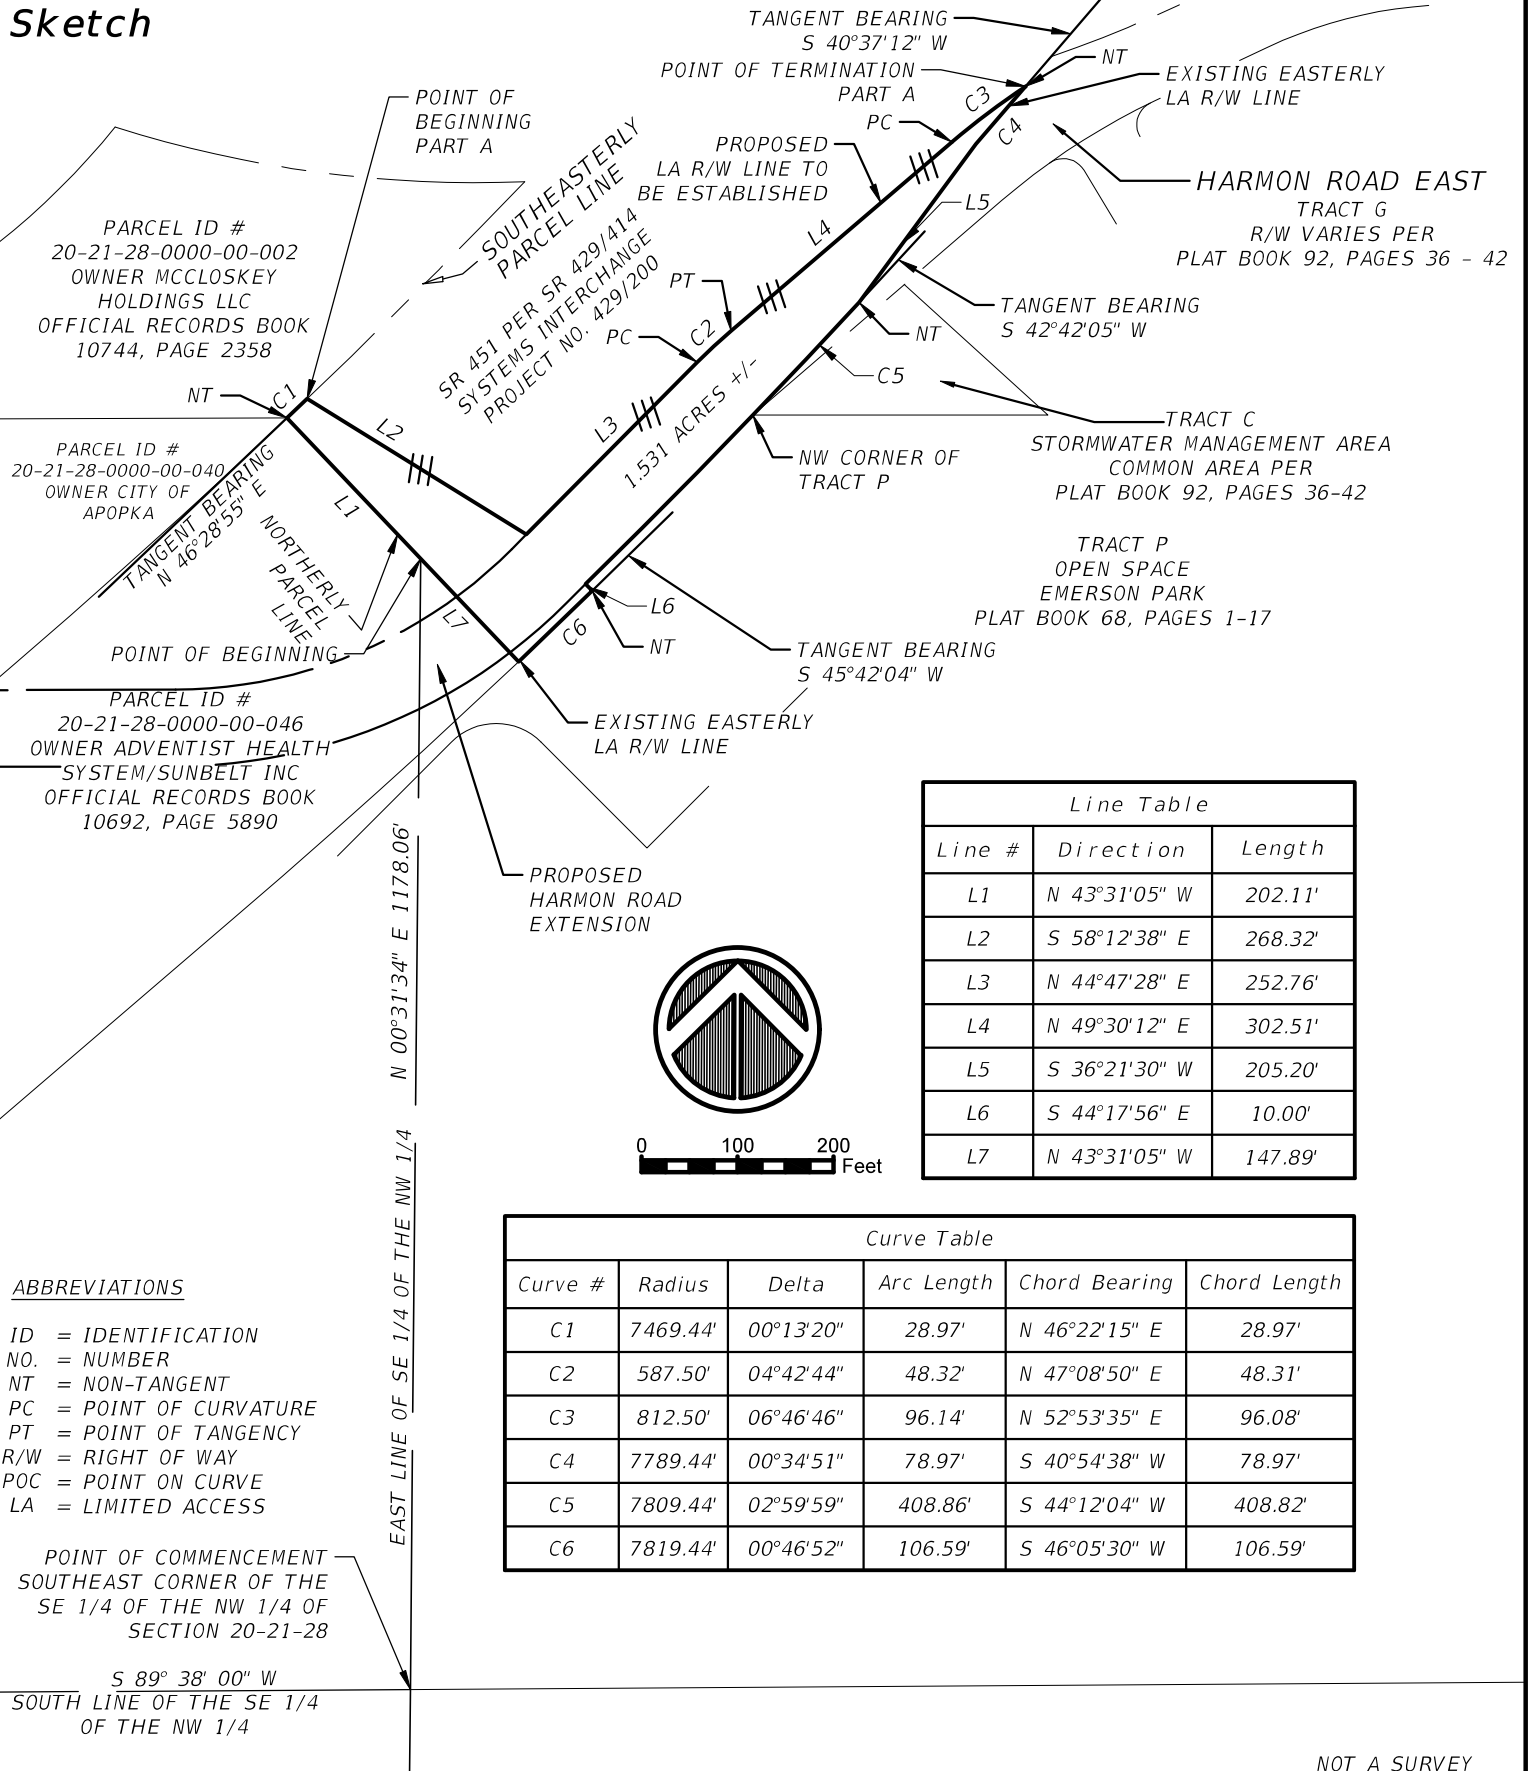 Sketch
TANGENT BEARING
S 40°37'12" W
POINT OF TERMINATION
PART A
NT
EXISTING EASTERLY
LA R/W LINE
C3
C4
PC
POINT OF
BEGINNING
PART A
PROPOSED
LA R/W LINE TO
BE ESTABLISHED
SOUTHEASTERLY
PARCEL LINE
HARMON ROAD EAST
TRACT G
R/W VARIES PER
PLAT BOOK 92, PAGES 36 - 42
L5
L4
PARCEL ID #
20-21-28-0000-00-002
OWNER MCCLOSKEY
HOLDINGS LLC
OFFICIAL RECORDS BOOK
10744, PAGE 2358
SR 451 PER SR 429/414
SYSTEMS INTERCHANGE
PROJECT NO. 429/200
PT
PC
C2
TANGENT BEARING
S 42°42'05" W
NT
C5
NT
C1
L2
L3
1.531 ACRES +/-
TRACT C
STORMWATER MANAGEMENT AREA
COMMON AREA PER
PLAT BOOK 92, PAGES 36-42
NW CORNER OF
TRACT P
PARCEL ID #
20-21-28-0000-00-040
OWNER CITY OF
APOPKA
TANGENT BEARING
N 46°28'55" E
L1
NORTHERLY
PARCEL
LINE
TRACT P
OPEN SPACE
EMERSON PARK
PLAT BOOK 68, PAGES 1-17
L6
L7
C6
NT
POINT OF BEGINNING
TANGENT BEARING
S 45°42'04" W
PARCEL ID #
20-21-28-0000-00-046
OWNER ADVENTIST HEALTH
SYSTEM/SUNBELT INC
OFFICIAL RECORDS BOOK
10692, PAGE 5890
EXISTING EASTERLY
LA R/W LINE
PROPOSED
HARMON ROAD
EXTENSION
N 00°31'34" E 1178.06'
EAST LINE OF SE 1/4 OF THE NW 1/4
0 100 200
Feet
Line Table
Line # Direction Length
L1 N 43°31'05" W 202.11'
L2 S 58°12'38" E 268.32'
L3 N 44°47'28" E 252.76'
L4 N 49°30'12" E 302.51'
L5 S 36°21'30" W 205.20'
L6 S 44°17'56" E 10.00'
L7 N 43°31'05" W 147.89'
Curve Table
Curve # Radius Delta Arc Length Chord Bearing Chord Length
C1 7469.44' 00°13'20" 28.97' N 46°22'15" E 28.97'
C2 587.50' 04°42'44" 48.32' N 47°08'50" E 48.31'
C3 812.50' 06°46'46" 96.14' N 52°53'35" E 96.08'
C4 7789.44' 00°34'51" 78.97' S 40°54'38" W 78.97'
C5 7809.44' 02°59'59" 408.86' S 44°12'04" W 408.82'
C6 7819.44' 00°46'52" 106.59' S 46°05'30" W 106.59'
ABBREVIATIONS
ID = IDENTIFICATION
NO. = NUMBER
NT = NON-TANGENT
PC = POINT OF CURVATURE
PT = POINT OF TANGENCY
R/W = RIGHT OF WAY
POC = POINT ON CURVE
LA = LIMITED ACCESS
POINT OF COMMENCEMENT
SOUTHEAST CORNER OF THE
SE 1/4 OF THE NW 1/4 OF
SECTION 20-21-28
S 89° 38' 00" W
SOUTH LINE OF THE SE 1/4
OF THE NW 1/4
NOT A SURVEY